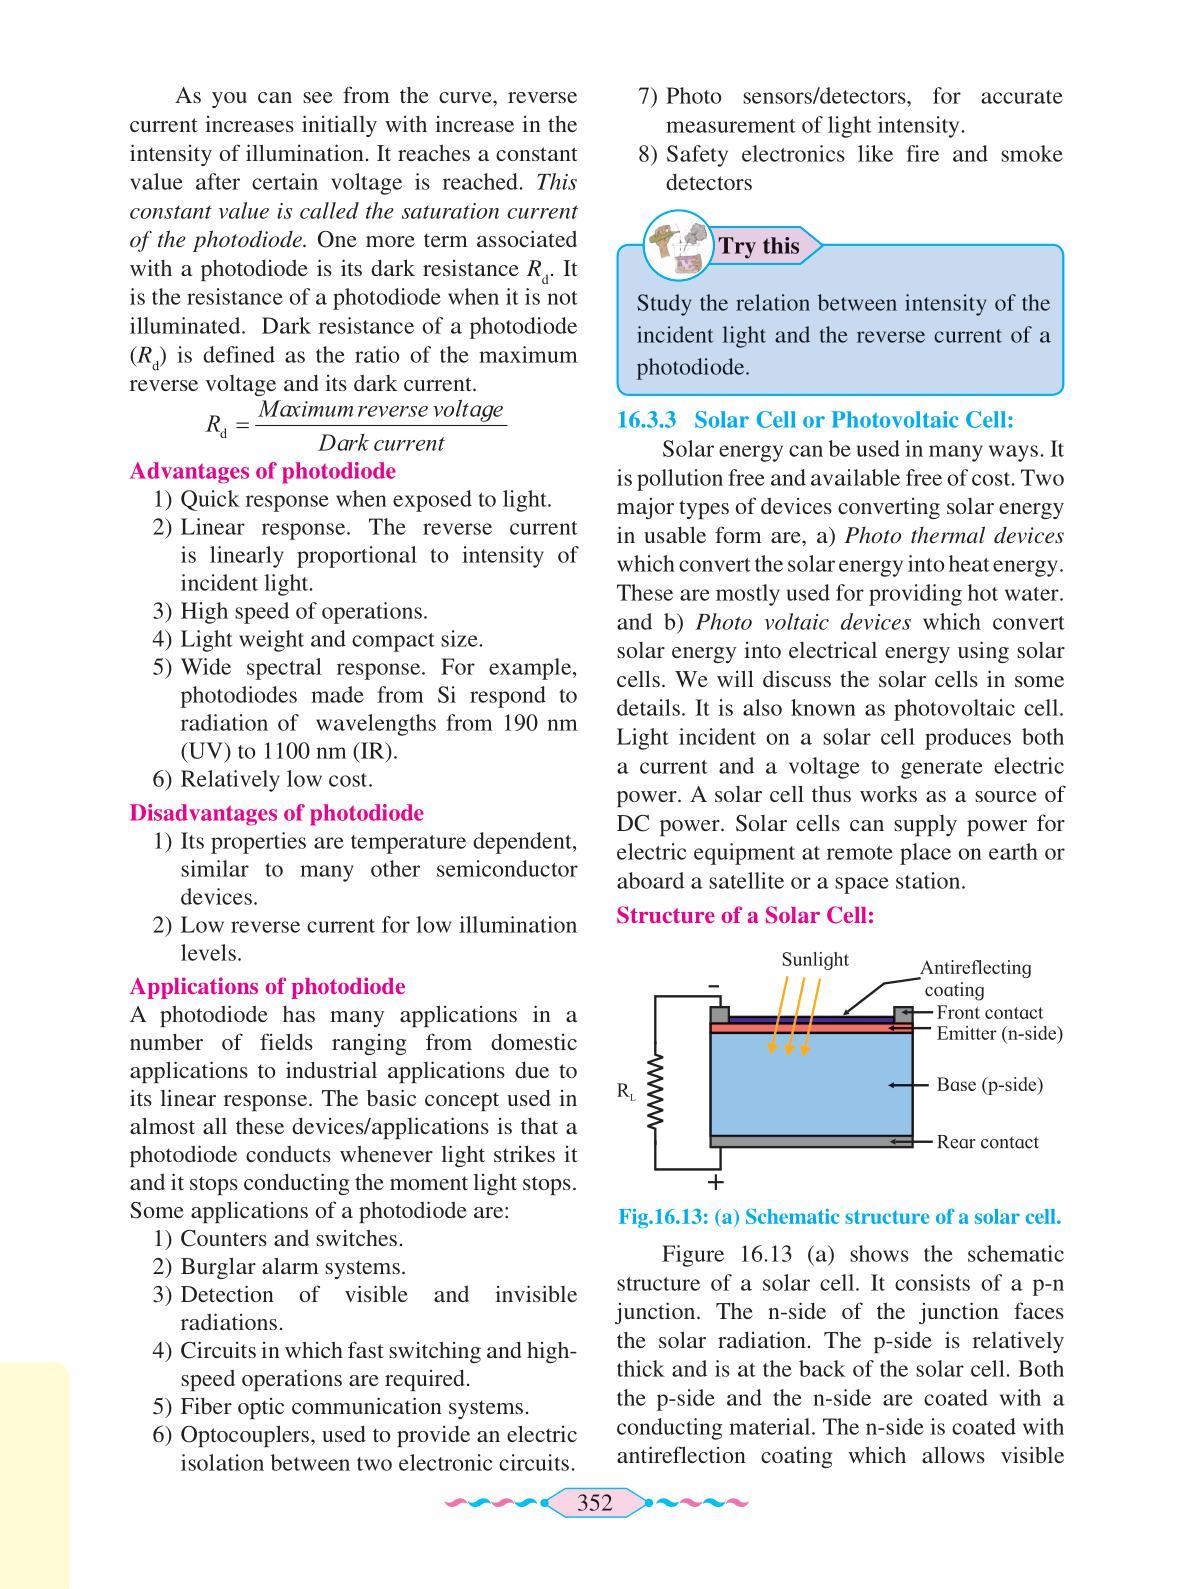 As you can see from the curve, reverse
current increases initially with increase in the
intensity of illumination. It reaches a constant
value after certain voltage is reached. This
constant value is called the saturation current
of the photodiode. One more term associated
with a photodiode is its dark resistance Rd. It
is the resistance of a photodiode when it is not
illuminated. Dark resistance of a photodiode
(Rd) is defined as the ratio of the maximum
reverse voltage and its dark current.
Rd = Maximum reverse voltage
Dark current
Advantages of photodiode
1) Quick response when exposed to light.
2) Linear response. The reverse current
is linearly proportional to intensity of
incident light.
3) High speed of operations.
4) Light weight and compact size.
5) Wide spectral response. For example,
photodiodes made from Si respond to
radiation of wavelengths from 190 nm
(UV) to 1100 nm (IR).
6) Relatively low cost.
Disadvantages of photodiode
1) Its properties are temperature dependent,
similar to many other semiconductor
devices.
2) Low reverse current for low illumination
levels.
Applications of photodiode
A photodiode has many applications in a
number of fields ranging from domestic
applications to industrial applications due to
its linear response. The basic concept used in
almost all these devices/applications is that a
photodiode conducts whenever light strikes it
and it stops conducting the moment light stops.
Some applications of a photodiode are:
1) Counters and switches.
2) Burglar alarm systems.
3) Detection of visible and invisible
radiations.
4) Circuits in which fast switching and high-
speed operations are required.
5) Fiber optic communication systems.
6) Optocouplers, used to provide an electric
isolation between two electronic circuits.
7) Photo sensors/detectors, for accurate
measurement of light intensity.
8) Safety electronics like fire and smoke
detectors
Try this
Study the relation between intensity of the
incident light and the reverse current of a
photodiode.
16.3.3 Solar Cell or Photovoltaic Cell:
Solar energy can be used in many ways. It
is pollution free and available free of cost. Two
major types of devices converting solar energy
in usable form are, a) Photo thermal devices
which convert the solar energy into heat energy.
These are mostly used for providing hot water.
and b) Photo voltaic devices which convert
solar energy into electrical energy using solar
cells. We will discuss the solar cells in some
details. It is also known as photovoltaic cell.
Light incident on a solar cell produces both
a current and a voltage to generate electric
power. A solar cell thus works as a source of
DC power. Solar cells can supply power for
electric equipment at remote place on earth or
aboard a satellite or a space station.
Structure of a Solar Cell:
Sunlight
Antireflecting
coating
–
Front contact
Emitter (n-side)
RL
Base (p-side)
Rear contact
+
Fig.16.13: (a) Schematic structure of a solar cell.
Figure 16.13 (a) shows the schematic
structure of a solar cell. It consists of a p-n
junction. The n-side of the junction faces
the solar radiation. The p-side is relatively
thick and is at the back of the solar cell. Both
the p-side and the n-side are coated with a
conducting material. The n-side is coated with
antireflection coating which allows visible
352